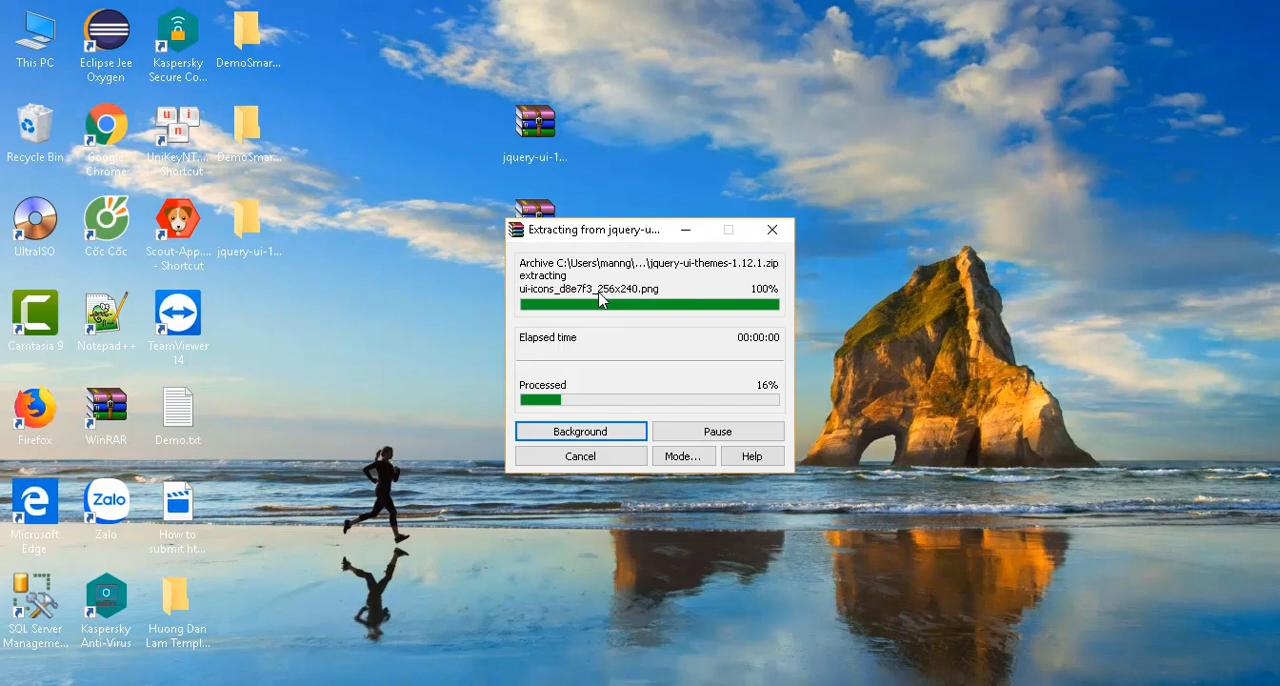 This PC
Eclipse Jee
Oxygen
Kaspersky
Secure Co...
DemoSmar...
Recycle Bin
Google
Chrome
UniKeyNT....
- Shortcut
DemoSmar...
jquery-ui-1...
UltraISO
Cốc Cốc
Scout-App....
- Shortcut
jquery-ui-1...
Camtasia 9
Notepad++
TeamViewer
14
Firefox
WinRAR
Demo.txt
Microsoft
Edge
Zalo
Zalo
How to
submit ht...
SQL Server
Manageme...
Kaspersky
Anti-Virus
Huong Dan
Lam Templ...
Extracting from jquery-u...
Archive C:\Users\manng\...\jquery-ui-themes-1.12.1.zip
extracting
ui-icons_d8e7f3_256x240.png 100%
Elapsed time 00:00:00
Processed 16%
Background
Pause
Cancel
Mode...
Help